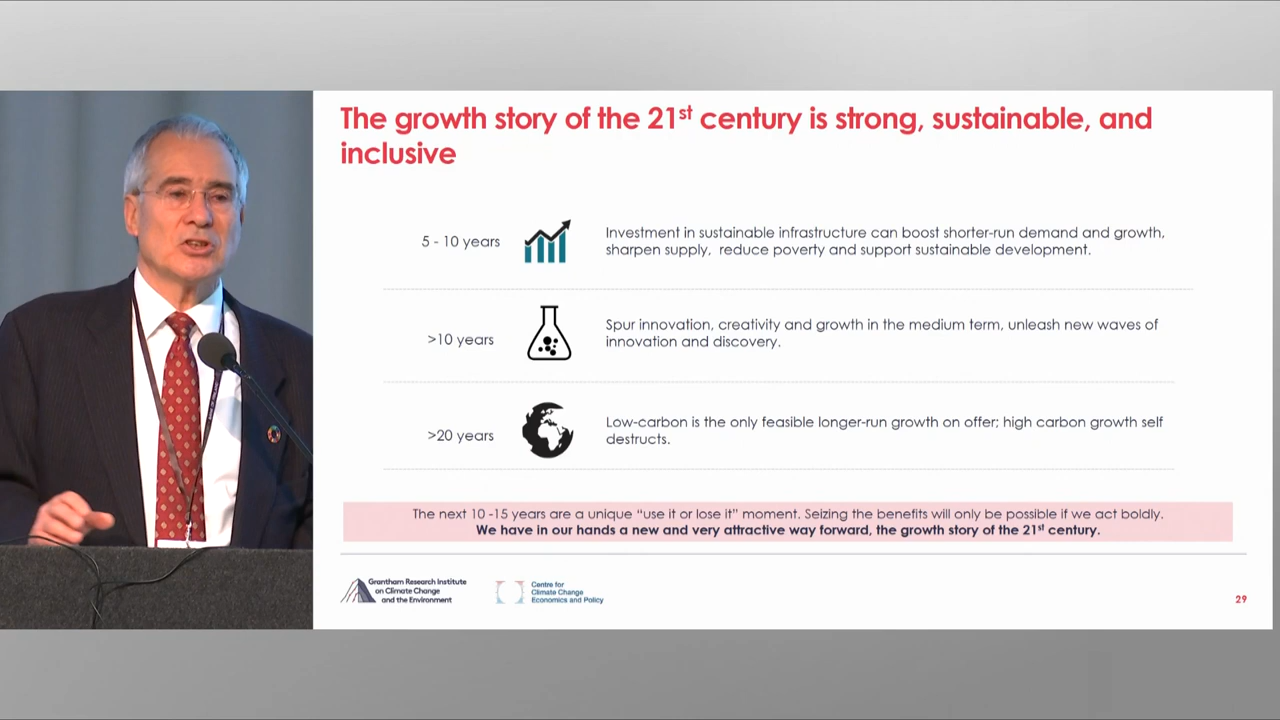 The growth story of the 21st century is strong, sustainable, and
inclusive
5 - 10 years
Investment in sustainable infrastructure can boost shorter-run demand and growth,
sharpen supply,  reduce poverty and support sustainable development.
>10 years
Spur innovation, creativity and growth in the medium term, unleash new waves of
innovation and discovery.
>20 years
Low-carbon is the only feasible longer-run growth on offer; high carbon growth self
destructs.
The next 10 -15 years are a unique “use it or lose it” moment. Seizing the benefits will only be possible if we act boldly.
We have in our hands a new and very attractive way forward, the growth story of the 21st century.
Grantham Research Institute
on Climate Change
and the Environment
Centre for
Climate Change
Economics and Policy
29